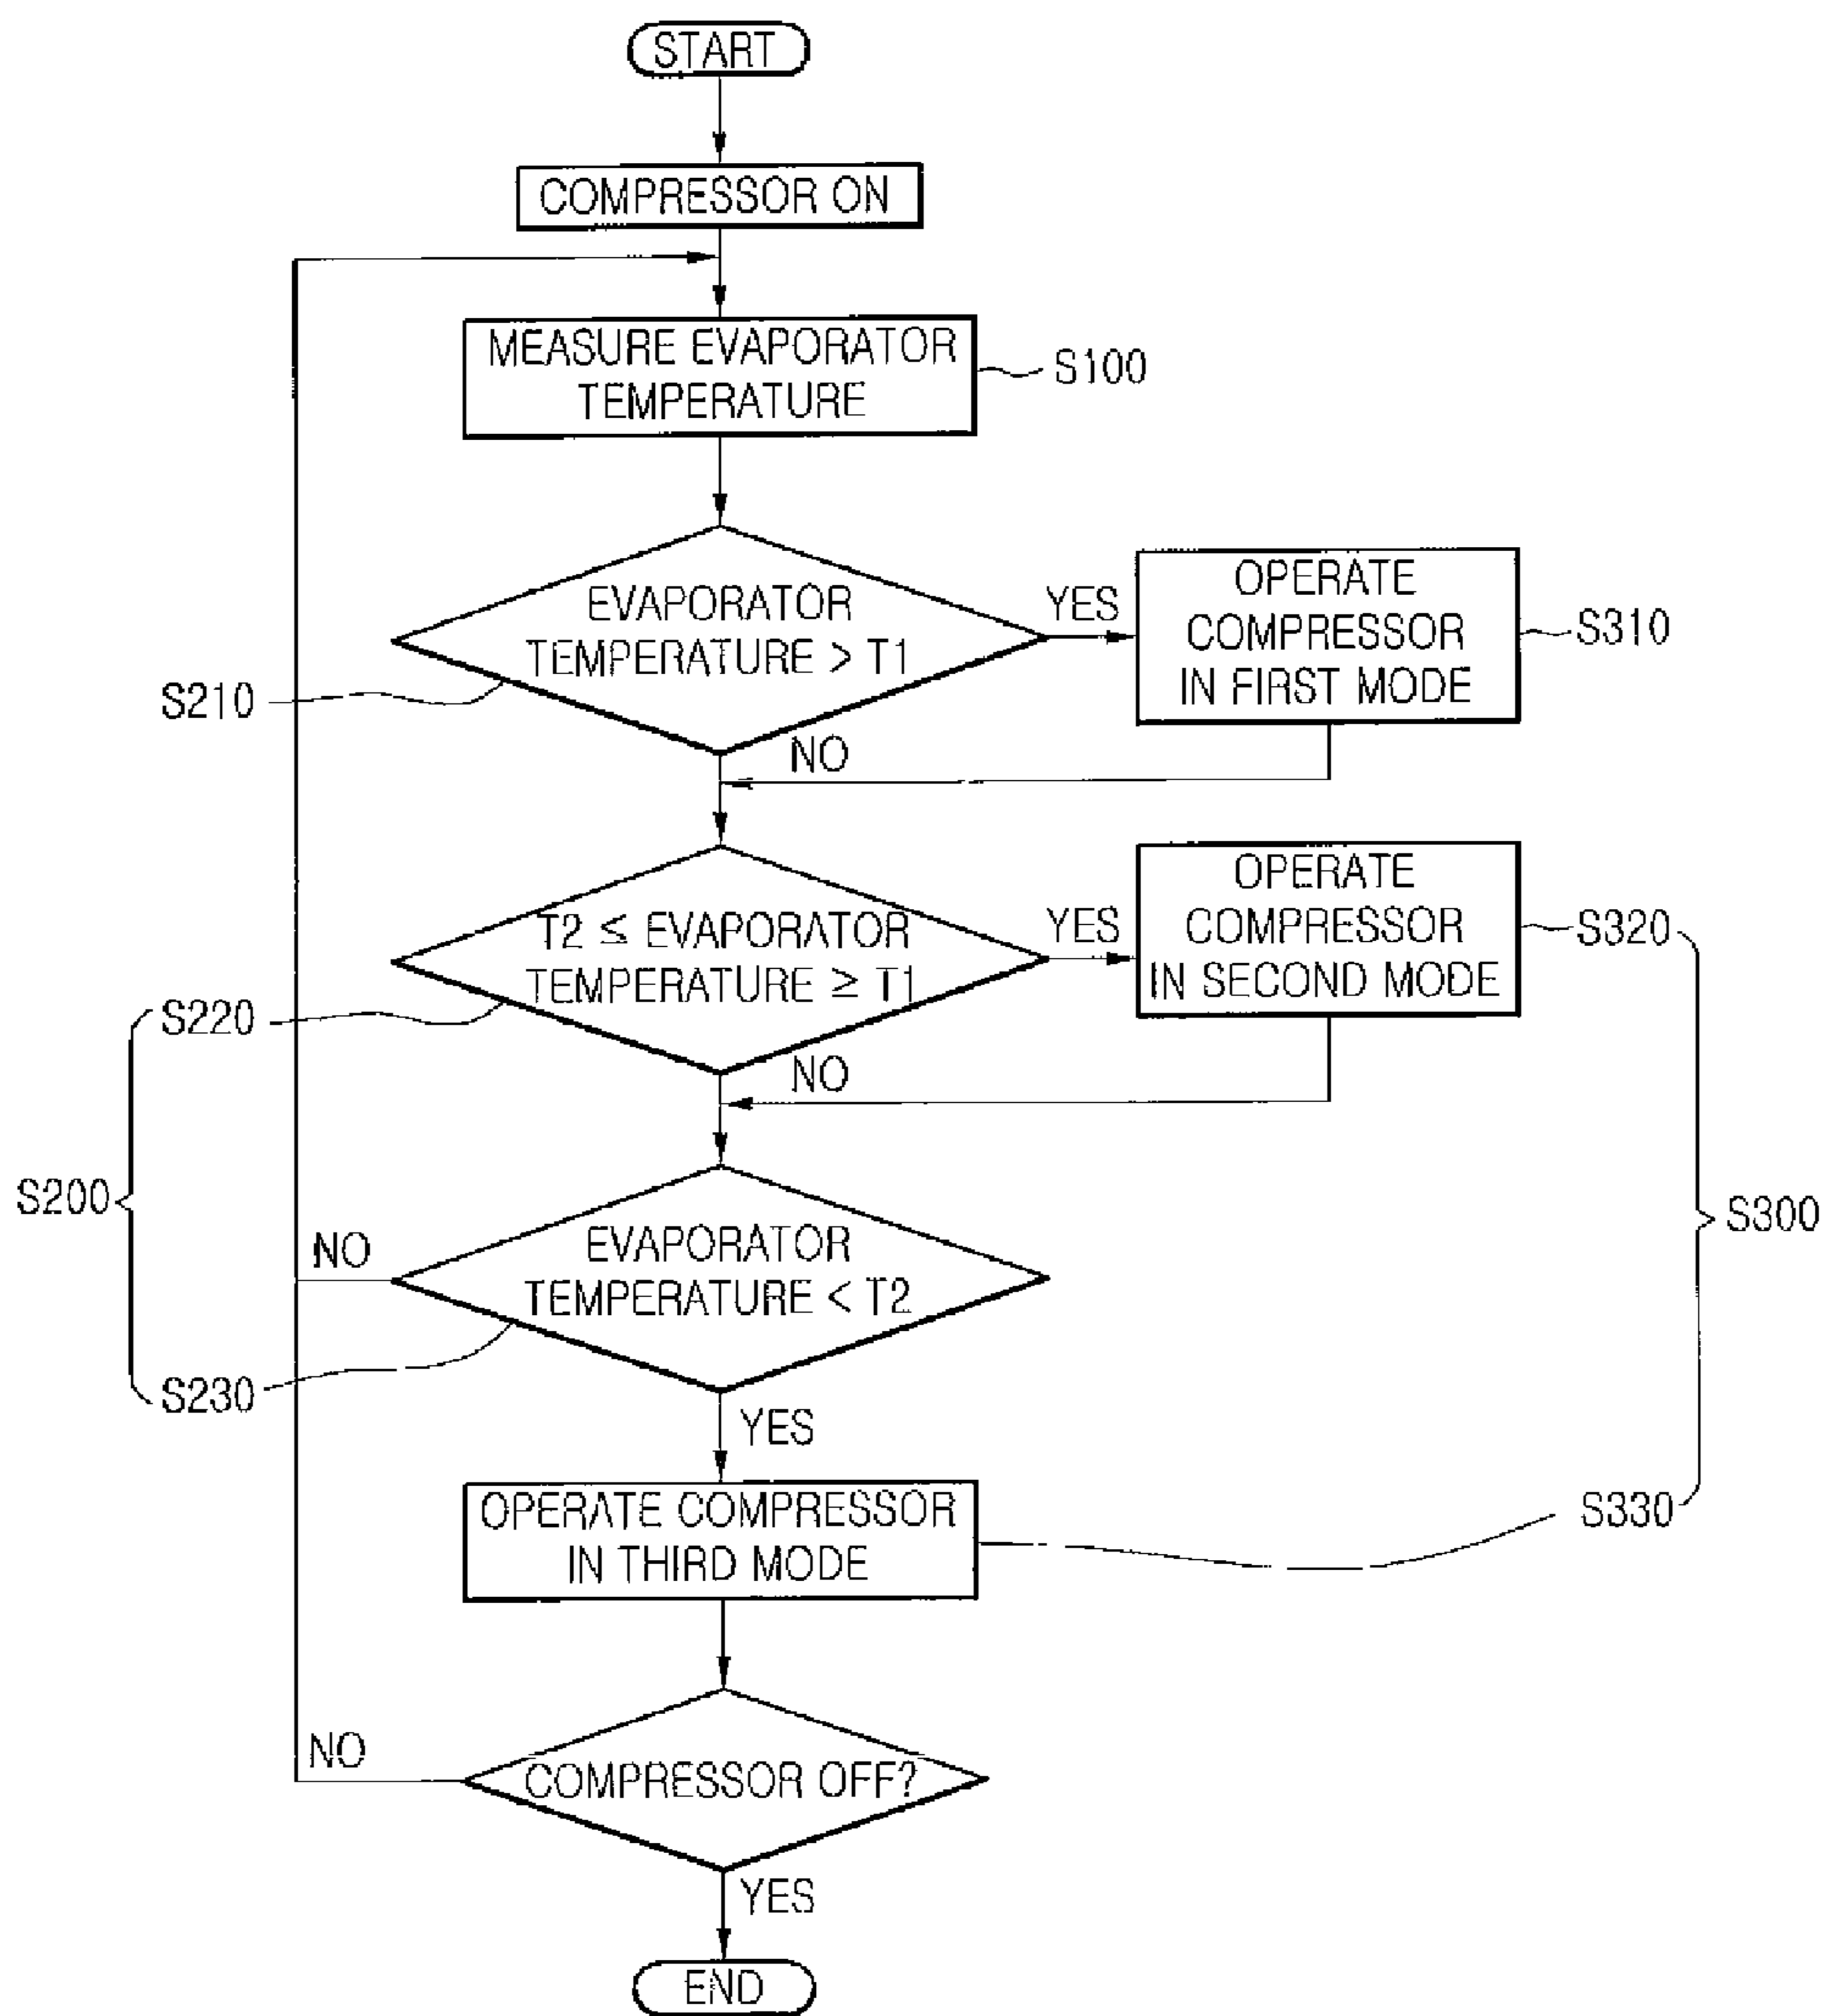 START
COMPRESSOR ON
MEASURE EVAPORATOR
TEMPERATURE
S100
EVAPORATOR
TEMPERATURE > T1
S210
YES
OPERATE
COMPRESSOR
IN FIRST MODE
S310
NO
T2 ≤ EVAPORATOR
TEMPERATURE ≥ T1
S220
YES
OPERATE
COMPRESSOR
IN SECOND MODE
S320
NO
S200
S300
EVAPORATOR
TEMPERATURE < T2
NO
S230
YES
OPERATE COMPRESSOR
IN THIRD MODE
S330
COMPRESSOR OFF?
NO
YES
END